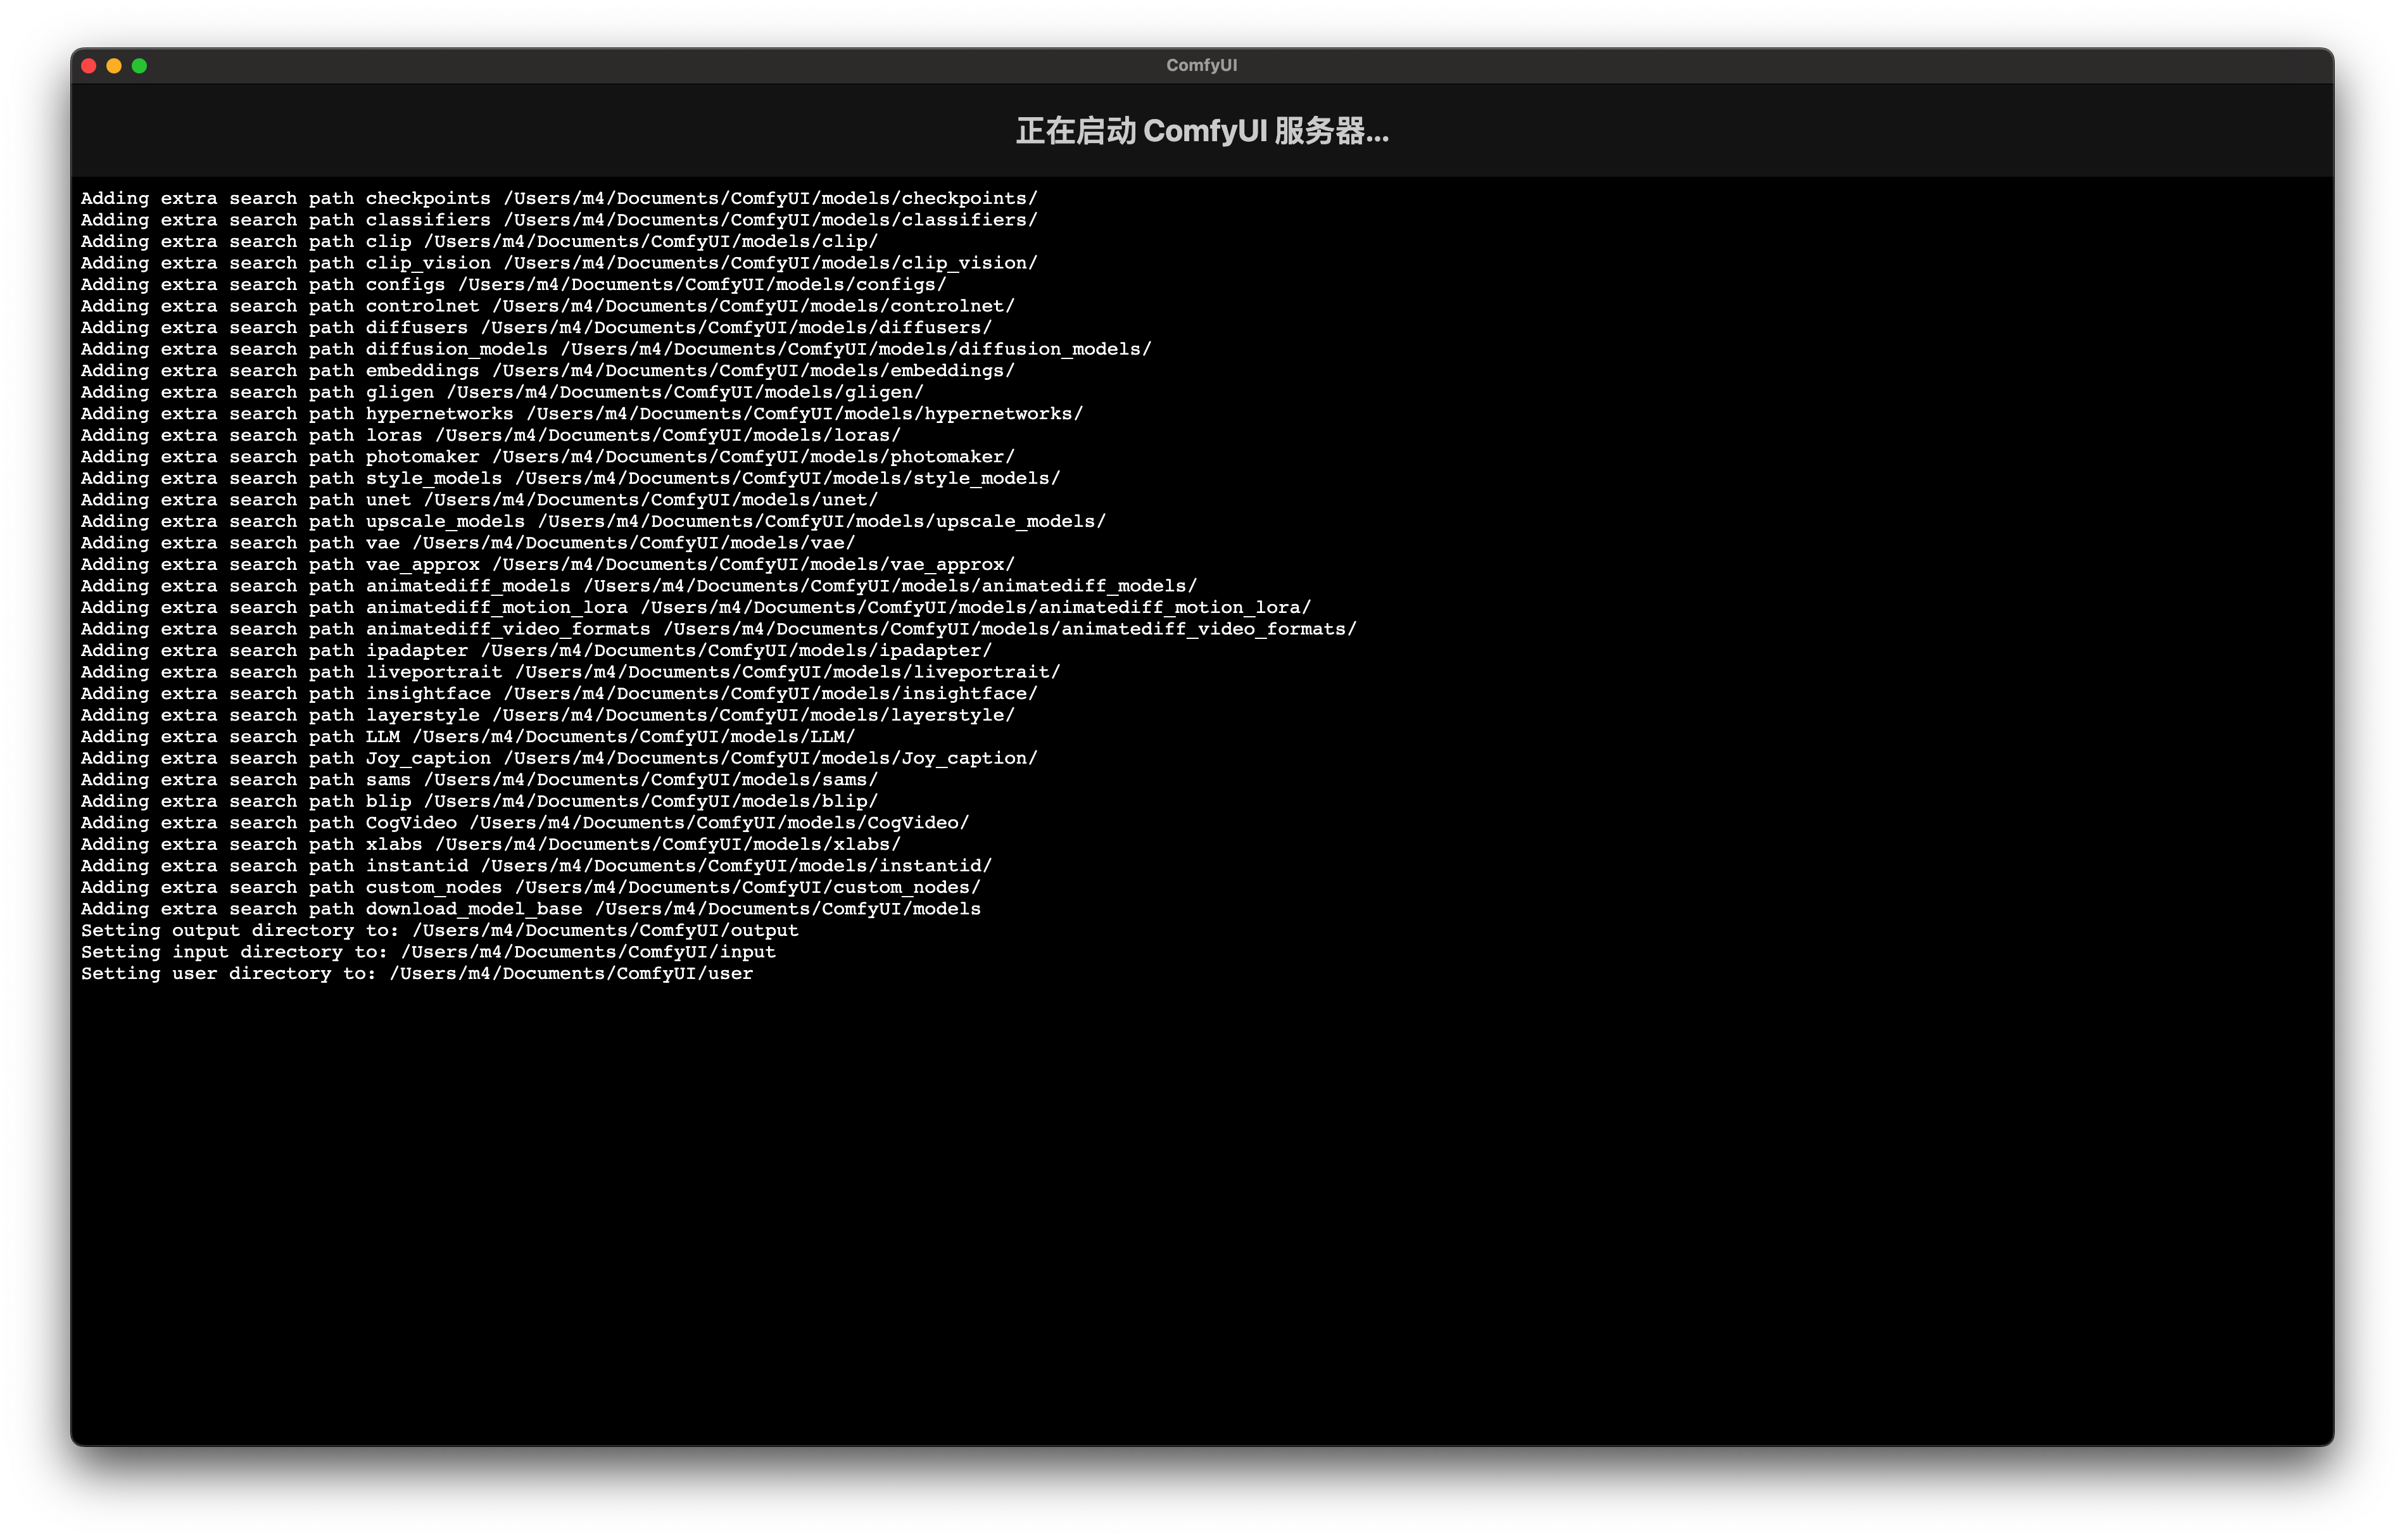 ComfyUI
正在启动 ComfyUI 服务器...
Adding extra search path checkpoints /Users/m4/Documents/ComfyUI/models/checkpoints/
Adding extra search path classifiers /Users/m4/Documents/ComfyUI/models/classifiers/
Adding extra search path clip /Users/m4/Documents/ComfyUI/models/clip/
Adding extra search path clip_vision /Users/m4/Documents/ComfyUI/models/clip_vision/
Adding extra search path configs /Users/m4/Documents/ComfyUI/models/configs/
Adding extra search path controlnet /Users/m4/Documents/ComfyUI/models/controlnet/
Adding extra search path diffusers /Users/m4/Documents/ComfyUI/models/diffusers/
Adding extra search path diffusion_models /Users/m4/Documents/ComfyUI/models/diffusion_models/
Adding extra search path embeddings /Users/m4/Documents/ComfyUI/models/embeddings/
Adding extra search path gligen /Users/m4/Documents/ComfyUI/models/gligen/
Adding extra search path hypernetworks /Users/m4/Documents/ComfyUI/models/hypernetworks/
Adding extra search path loras /Users/m4/Documents/ComfyUI/models/loras/
Adding extra search path photomaker /Users/m4/Documents/ComfyUI/models/photomaker/
Adding extra search path style_models /Users/m4/Documents/ComfyUI/models/style_models/
Adding extra search path unet /Users/m4/Documents/ComfyUI/models/unet/
Adding extra search path upscale_models /Users/m4/Documents/ComfyUI/models/upscale_models/
Adding extra search path vae /Users/m4/Documents/ComfyUI/models/vae/
Adding extra search path vae_approx /Users/m4/Documents/ComfyUI/models/vae_approx/
Adding extra search path animatediff_models /Users/m4/Documents/ComfyUI/models/animatediff_models/
Adding extra search path animatediff_motion_lora /Users/m4/Documents/ComfyUI/models/animatediff_motion_lora/
Adding extra search path animatediff_video_formats /Users/m4/Documents/ComfyUI/models/animatediff_video_formats/
Adding extra search path ipadapter /Users/m4/Documents/ComfyUI/models/ipadapter/
Adding extra search path liveportrait /Users/m4/Documents/ComfyUI/models/liveportrait/
Adding extra search path insightface /Users/m4/Documents/ComfyUI/models/insightface/
Adding extra search path layerstyle /Users/m4/Documents/ComfyUI/models/layerstyle/
Adding extra search path LLM /Users/m4/Documents/ComfyUI/models/LLM/
Adding extra search path Joy_caption /Users/m4/Documents/ComfyUI/models/Joy_caption/
Adding extra search path sams /Users/m4/Documents/ComfyUI/models/sams/
Adding extra search path blip /Users/m4/Documents/ComfyUI/models/blip/
Adding extra search path CogVideo /Users/m4/Documents/ComfyUI/models/CogVideo/
Adding extra search path xlabs /Users/m4/Documents/ComfyUI/models/xlabs/
Adding extra search path instantid /Users/m4/Documents/ComfyUI/models/instantid/
Adding extra search path custom_nodes /Users/m4/Documents/ComfyUI/custom_nodes/
Adding extra search path download_model_base /Users/m4/Documents/ComfyUI/models
Setting output directory to: /Users/m4/Documents/ComfyUI/output
Setting input directory to: /Users/m4/Documents/ComfyUI/input
Setting user directory to: /Users/m4/Documents/ComfyUI/user